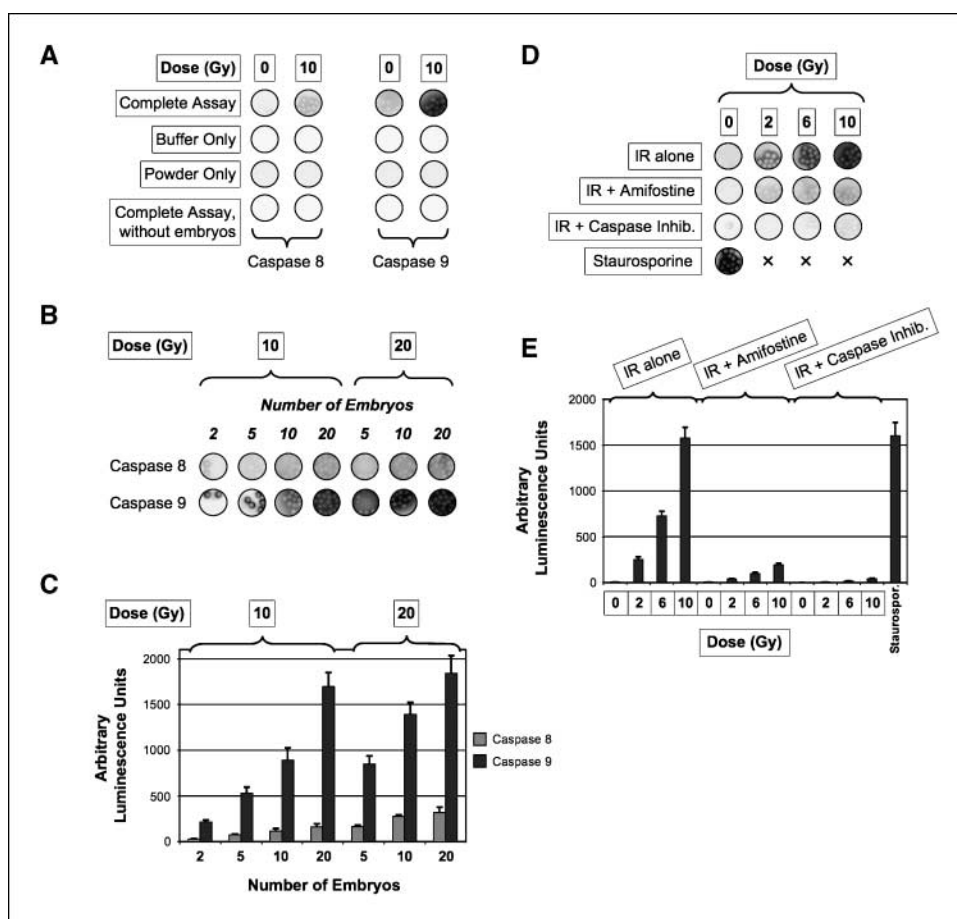 A
Dose (Gy) 0 10 0 10
Complete Assay
Buffer Only
Powder Only
Complete Assay,
without embryos
Caspase 8 Caspase 9
B
Dose (Gy) 10 20
Number of Embryos
2 5 10 20 5 10 20
Caspase 8
Caspase 9
C
Dose (Gy) 10 20
Arbitrary
Luminescence Units
2000
1500
1000
500
0
2 5 10 20 5 10 20
Number of Embryos
Caspase 8
Caspase 9
D
Dose (Gy)
0 2 6 10
IR alone
IR + Amifostine
IR + Caspase Inhib.
Staurosporine × × ×
E
IR alone IR + Amifostine IR + Caspase Inhib.
Arbitrary
Luminescence Units
2000
1500
1000
500
0
0 2 6 10 0 2 6 10 0 2 6 10 Staurospor.
Dose (Gy)